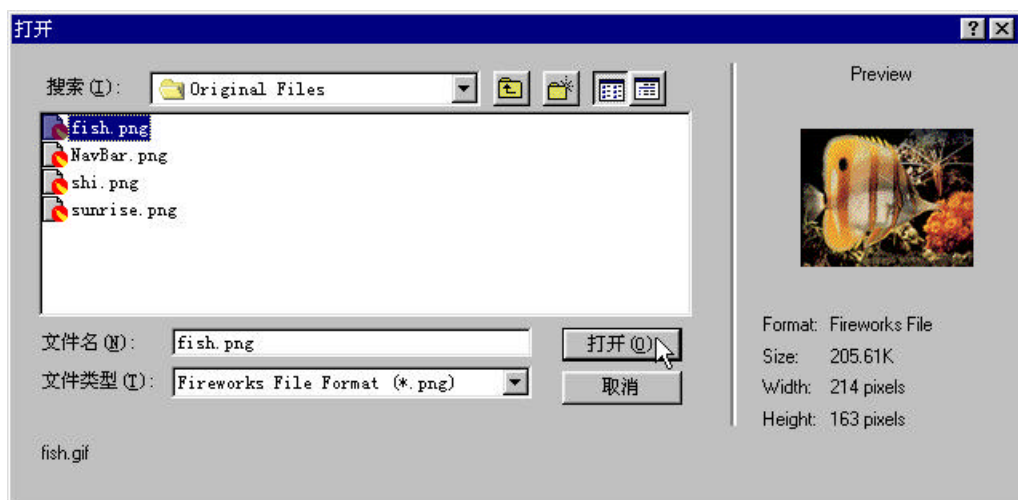 打开
搜索(I):
Original Files
fish.png
NavBar.png
shi.png
sunrise.png
文件名(N):
fish.png
打开(O)
文件类型(T):
Fireworks File Format (*.png)
取消
fish.gif
Preview
Format: Fireworks File
Size: 205.61K
Width: 214 pixels
Height: 163 pixels